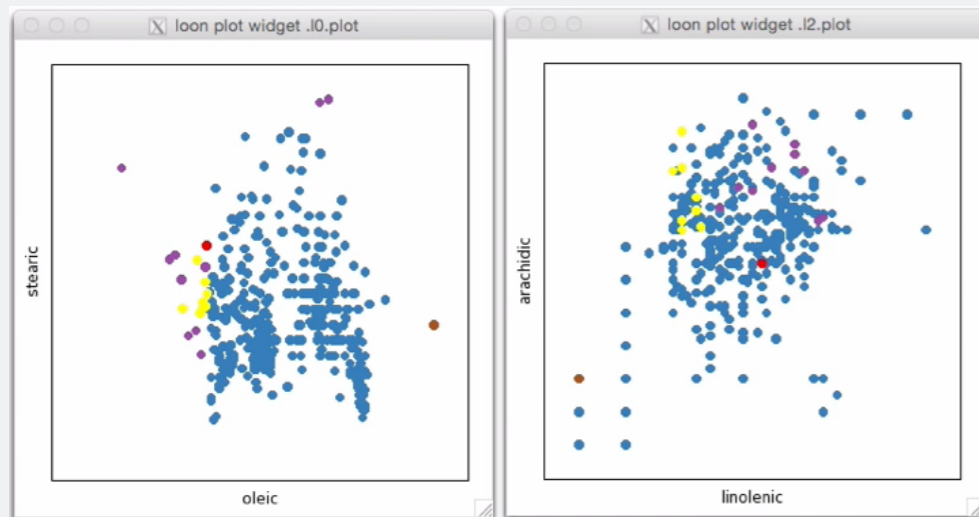 loon plot widget .l0.plot
stearic
oleic
loon plot widget .l2.plot
arachidic
linolenic